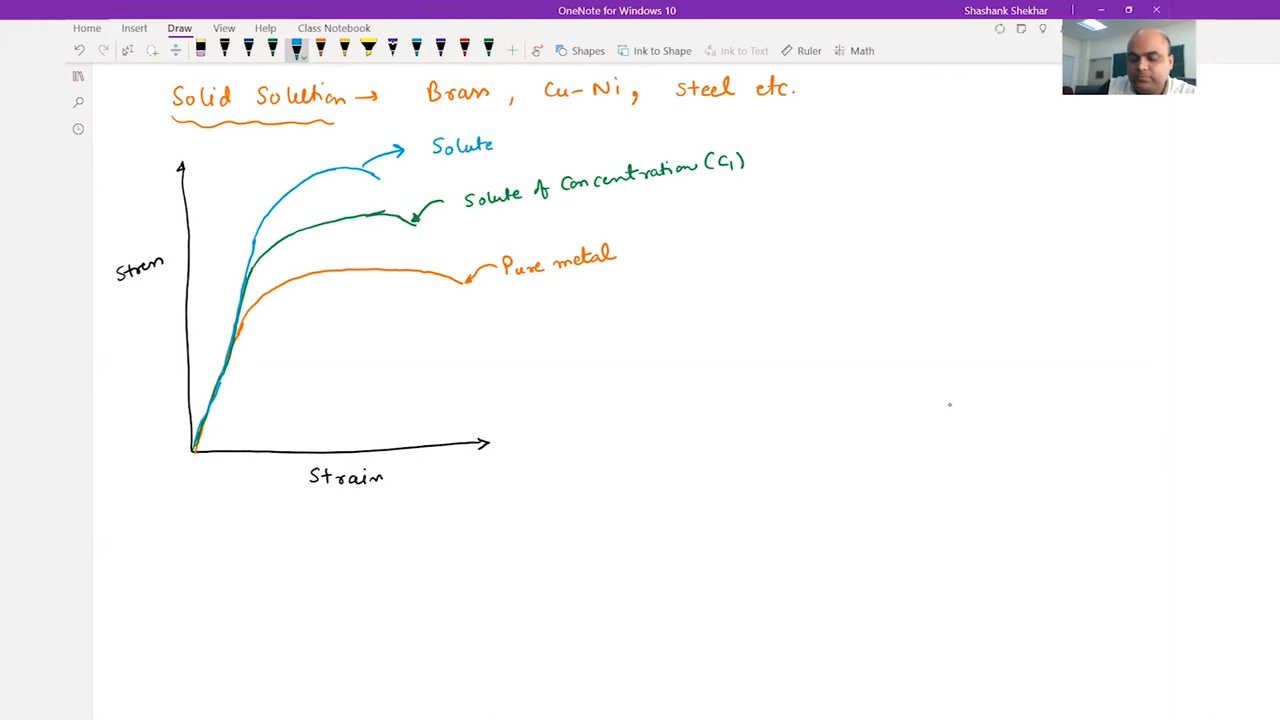 OneNote for Windows 10
Shashank Shekhar
Home Insert Draw View Help Class Notebook
Shapes Ink to Shape Ink to Text Ruler Math
Solid Solution → Brass, Cu-Ni, steel etc.
Solute
Solute of Concentration (C1)
Pure metal
Stress
Strain